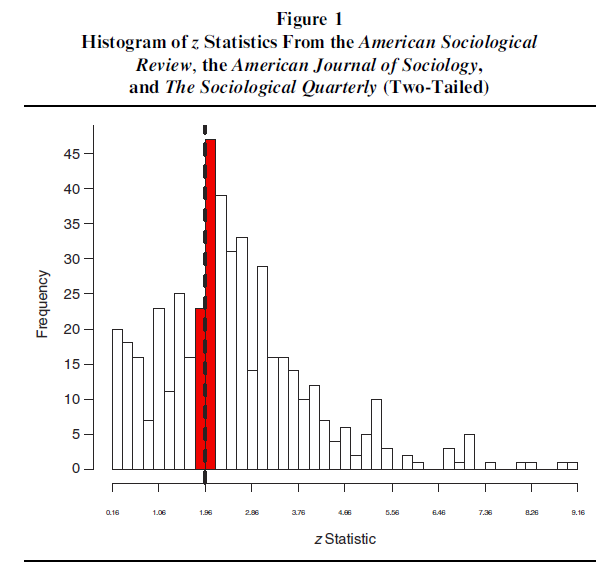 Figure 1
Histogram of z Statistics From the American Sociological
Review, the American Journal of Sociology,
and The Sociological Quarterly (Two-Tailed)
45
40
35
30
25
20
15
10
5
0
Frequency
0.16 1.06 1.96 2.86 3.76 4.66 5.56 6.46 7.36 8.26 9.16
z Statistic